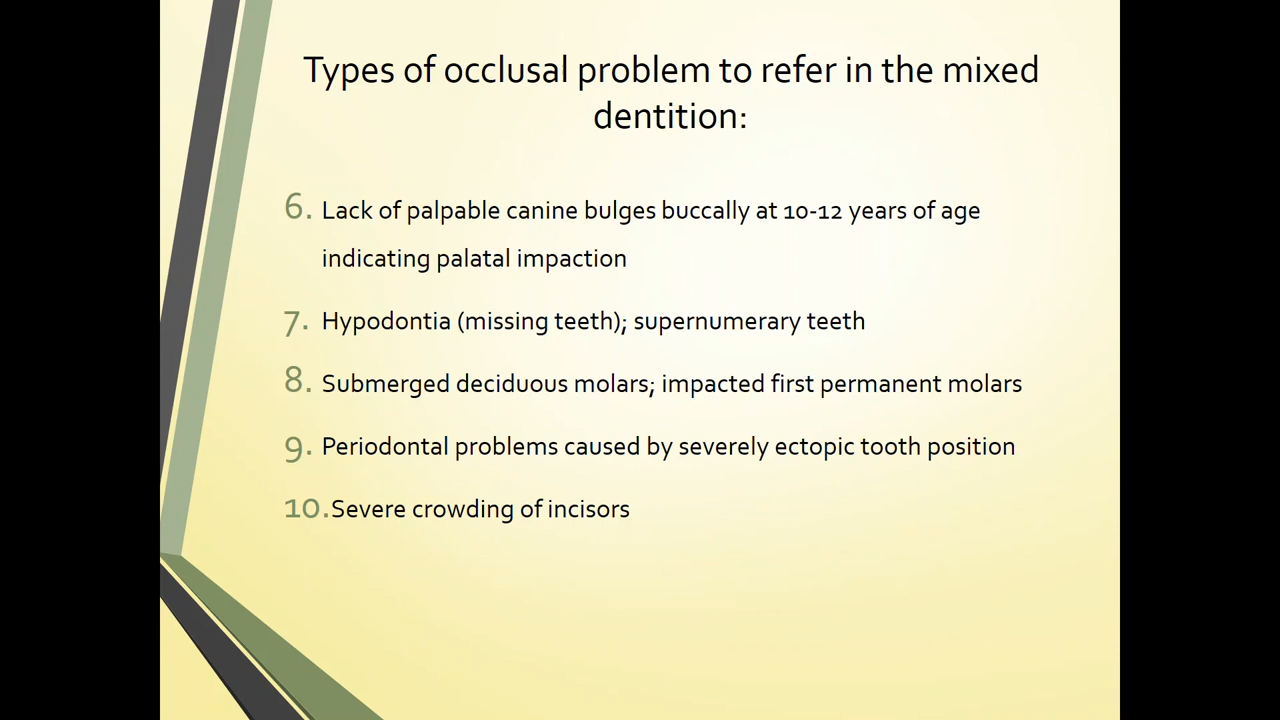 Types of occlusal problem to refer in the mixed
dentition:
6. Lack of palpable canine bulges buccally at 10-12 years of age
indicating palatal impaction
7. Hypodontia (missing teeth); supernumerary teeth
8. Submerged deciduous molars; impacted first permanent molars
9. Periodontal problems caused by severely ectopic tooth position
10.Severe crowding of incisors